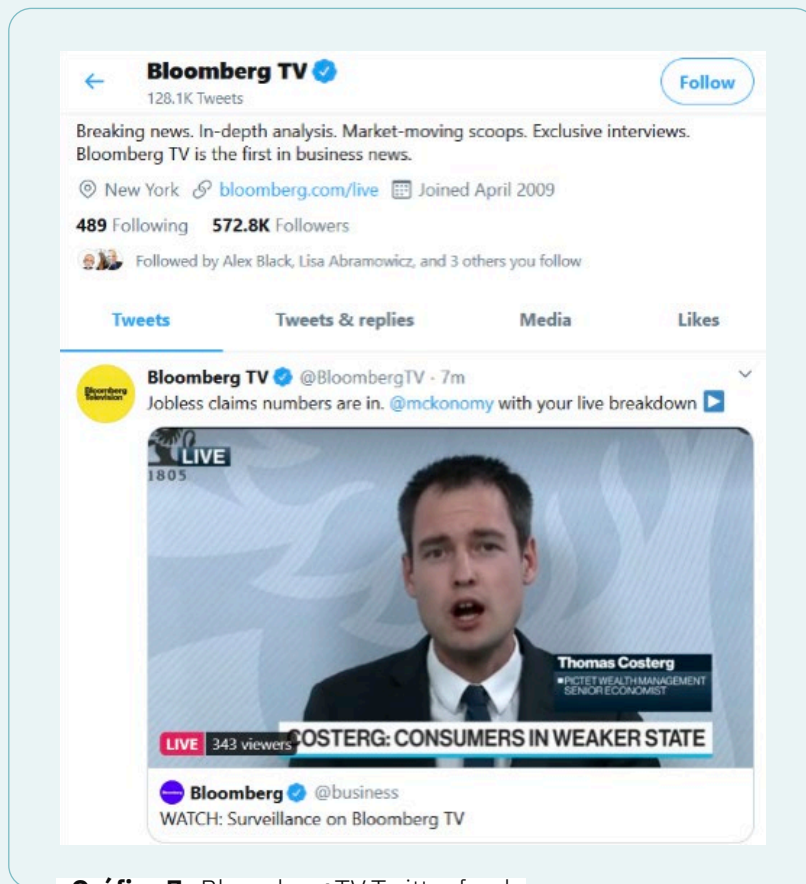 Bloomberg TV
128.1K Tweets
Follow
Breaking news. In-depth analysis. Market-moving scoops. Exclusive interviews.
Bloomberg TV is the first in business news.
New York bloomberg.com/live Joined April 2009
489 Following 572.8K Followers
Followed by Alex Black, Lisa Abramowicz, and 3 others you follow
Tweets Tweets & replies Media Likes
Bloomberg Television
Bloomberg TV @BloombergTV · 7m
Jobless claims numbers are in. @mckonomy with your live breakdown
LIVE
1805
Thomas Costerg
PICTET WEALTH MANAGEMENT
SENIOR ECONOMIST
LIVE 343 viewers
COSTERG: CONSUMERS IN WEAKER STATE
Bloomberg @business
WATCH: Surveillance on Bloomberg TV